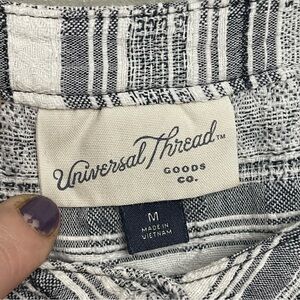 Universal Thread™
GOODS
CO.
M
MADE IN
VIETNAM